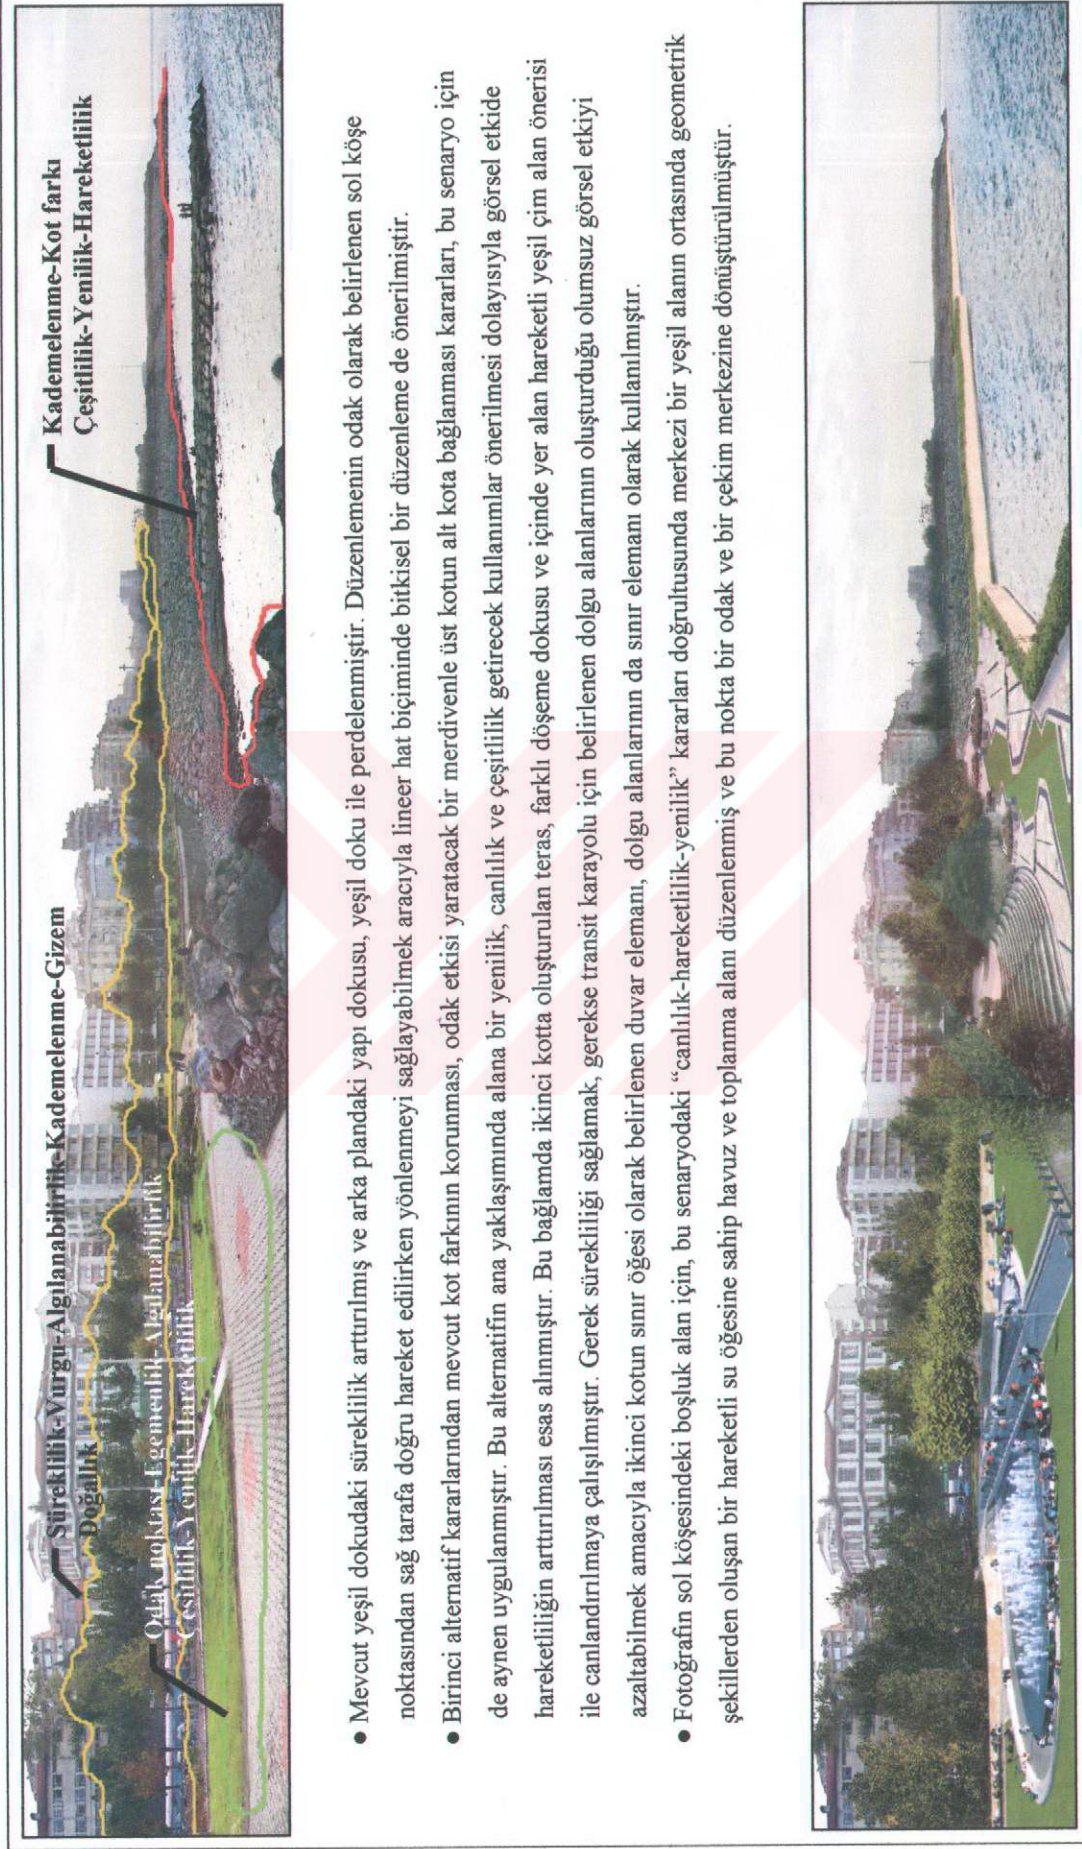 Kademelenme-Kot farkı
Çeşitlilik-Yenilik-Hareketlilik
Süreklilik-Vurgu-Algılanabilirlik-Kademelenme-Gizem
Doğallık
Odak noktası-Egemenlik-Algılanabilirlik
Çeşitlilik-Yenilik-Hareketlilik
● Mevcut yeşil dokudaki süreklilik arttırılmış ve arka plandaki yapı dokusu, yeşil doku ile perdelenmiştir. Düzenlemenin odak olarak belirlenen sol köşe
noktasından sağ tarafa doğru hareket edilirken yönlenmeyi sağlayabilmek aracıyla lineer hat biçiminde bitkisel bir düzenleme de önerilmiştir.
● Birinci alternatif kararlarından mevcut kot farkının korunması, odak etkisi yaratacak bir merdivenle üst kotun alt kota bağlanması kararları, bu senaryo için
de aynen uygulanmıştır. Bu alternatifin ana yaklaşımında alana bir yenilik, canlılık ve çeşitlilik getirecek kullanımlar önerilmesi dolayısıyla görsel etkide
hareketliliğin arttırılması esas alınmıştır. Bu bağlamda ikinci kotta oluşturulan teras, farklı döşeme dokusu ve içinde yer alan hareketli yeşil çim alan önerisi
ile canlandırılmaya çalışılmıştır. Gerek sürekliliği sağlamak, gerekse transit karayolu için belirlenen dolgu alanlarının oluşturduğu olumsuz görsel etkiyi
azaltabilmek amacıyla ikinci kotun sınır öğesi olarak belirlenen duvar elemanı, dolgu alanlarının da sınır elemanı olarak kullanılmıştır.
● Fotoğrafın sol köşesindeki boşluk alan için, bu senaryodaki “canlılık-hareketlilik-yenilik” kararları doğrultusunda merkezi bir yeşil alanın ortasında geometrik
şekillerden oluşan bir hareketli su öğesine sahip havuz ve toplanma alanı düzenlenmiş ve bu nokta bir odak ve bir çekim merkezine dönüştürülmüştür.